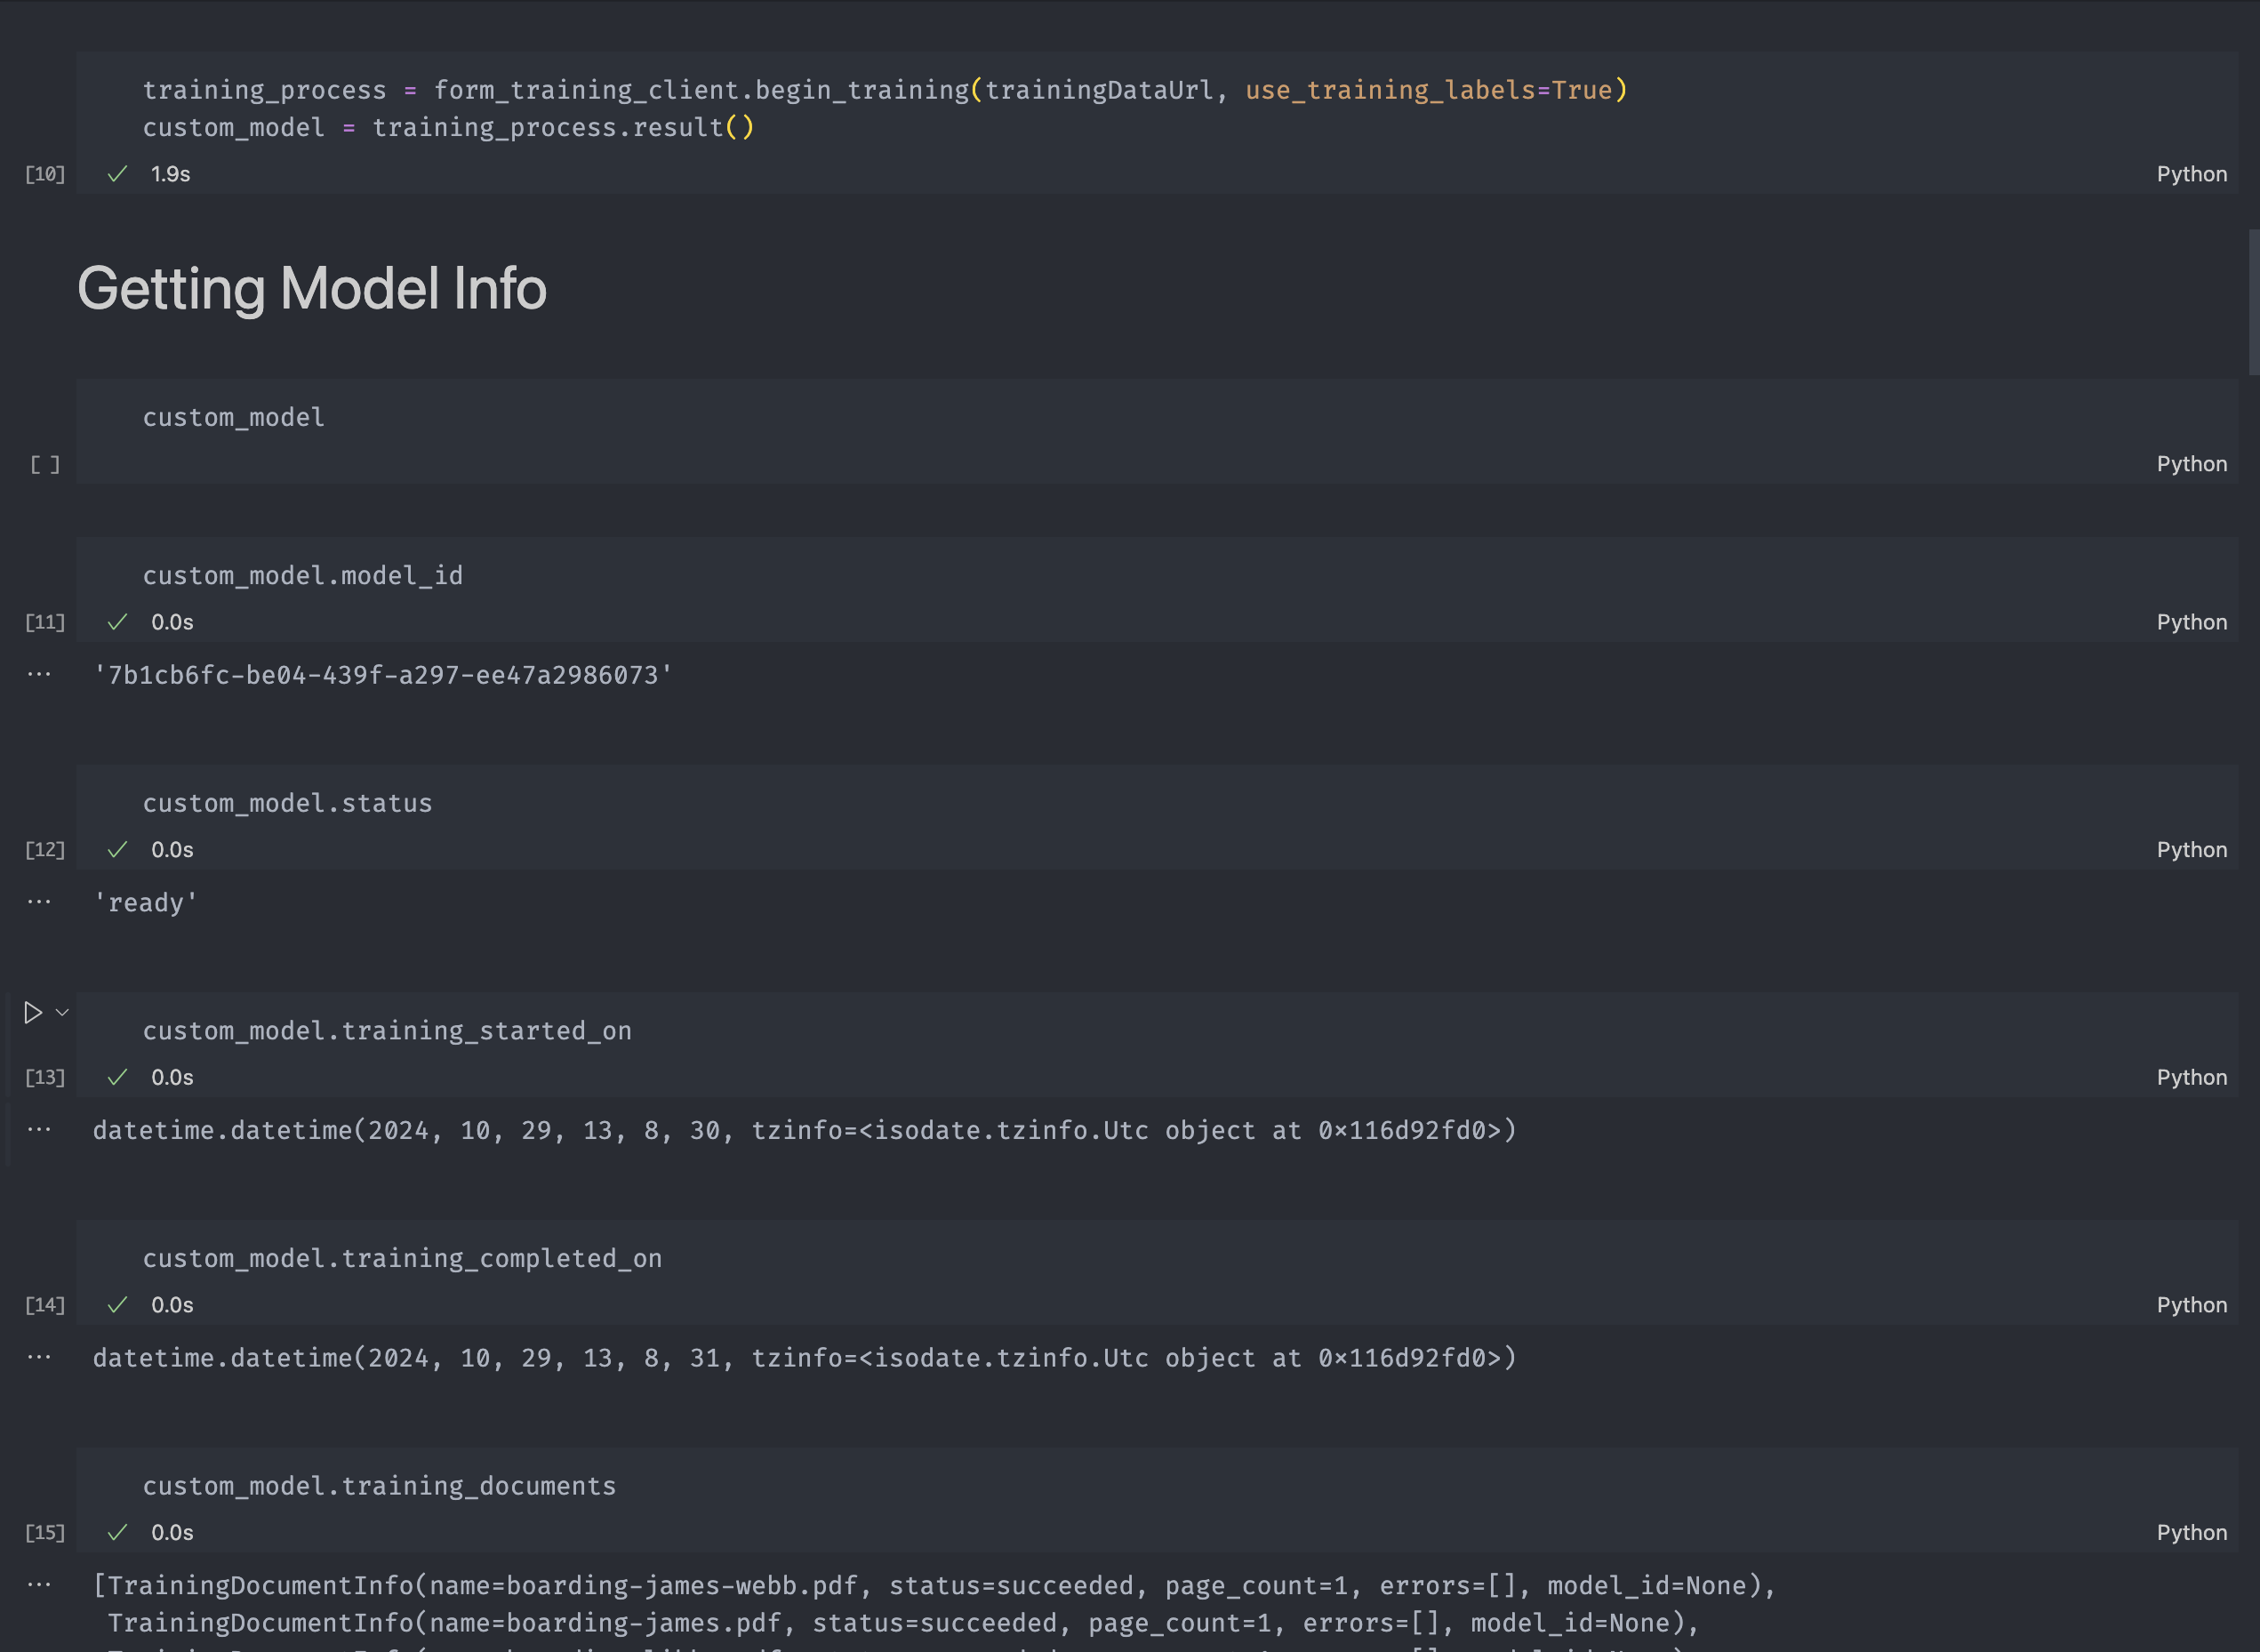 training_process = form_training_client.begin_training(trainingDataUrl, use_training_labels=True)
custom_model = training_process.result()
[10] ✓ 1.9s Python
Getting Model Info
custom_model
[ ] Python
custom_model.model_id
[11] ✓ 0.0s Python
... '7b1cb6fc-be04-439f-a297-ee47a2986073'
custom_model.status
[12] ✓ 0.0s Python
... 'ready'
custom_model.training_started_on
[13] ✓ 0.0s Python
... datetime.datetime(2024, 10, 29, 13, 8, 30, tzinfo=<isodate.tzinfo.Utc object at 0x116d92fd0>)
custom_model.training_completed_on
[14] ✓ 0.0s Python
... datetime.datetime(2024, 10, 29, 13, 8, 31, tzinfo=<isodate.tzinfo.Utc object at 0x116d92fd0>)
custom_model.training_documents
[15] ✓ 0.0s Python
... [TrainingDocumentInfo(name=boarding-james-webb.pdf, status=succeeded, page_count=1, errors=[], model_id=None),
TrainingDocumentInfo(name=boarding-james.pdf, status=succeeded, page_count=1, errors=[], model_id=None),